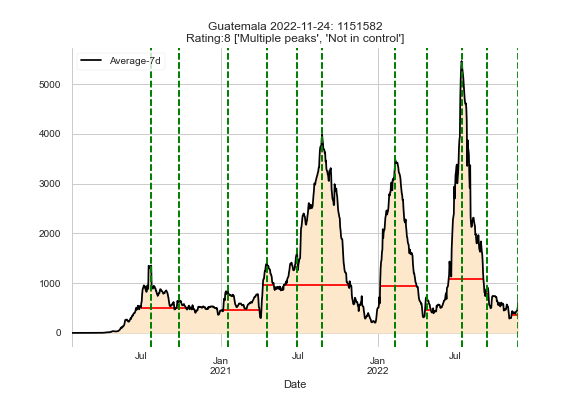 Guatemala 2022-11-24: 1151582
Rating:8 ['Multiple peaks', 'Not in control']
Average-7d
5000
4000
3000
2000
1000
0
Jul
Jan
2021
Jul
Jan
2022
Jul
Date